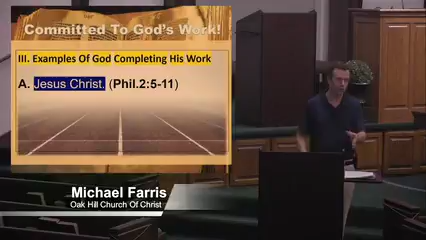 Committed To God's Work!
III. Examples Of God Completing His Work
A. Jesus Christ, (Phil.2:5-11)
Michael Farris
Oak Hill Church Of Christ